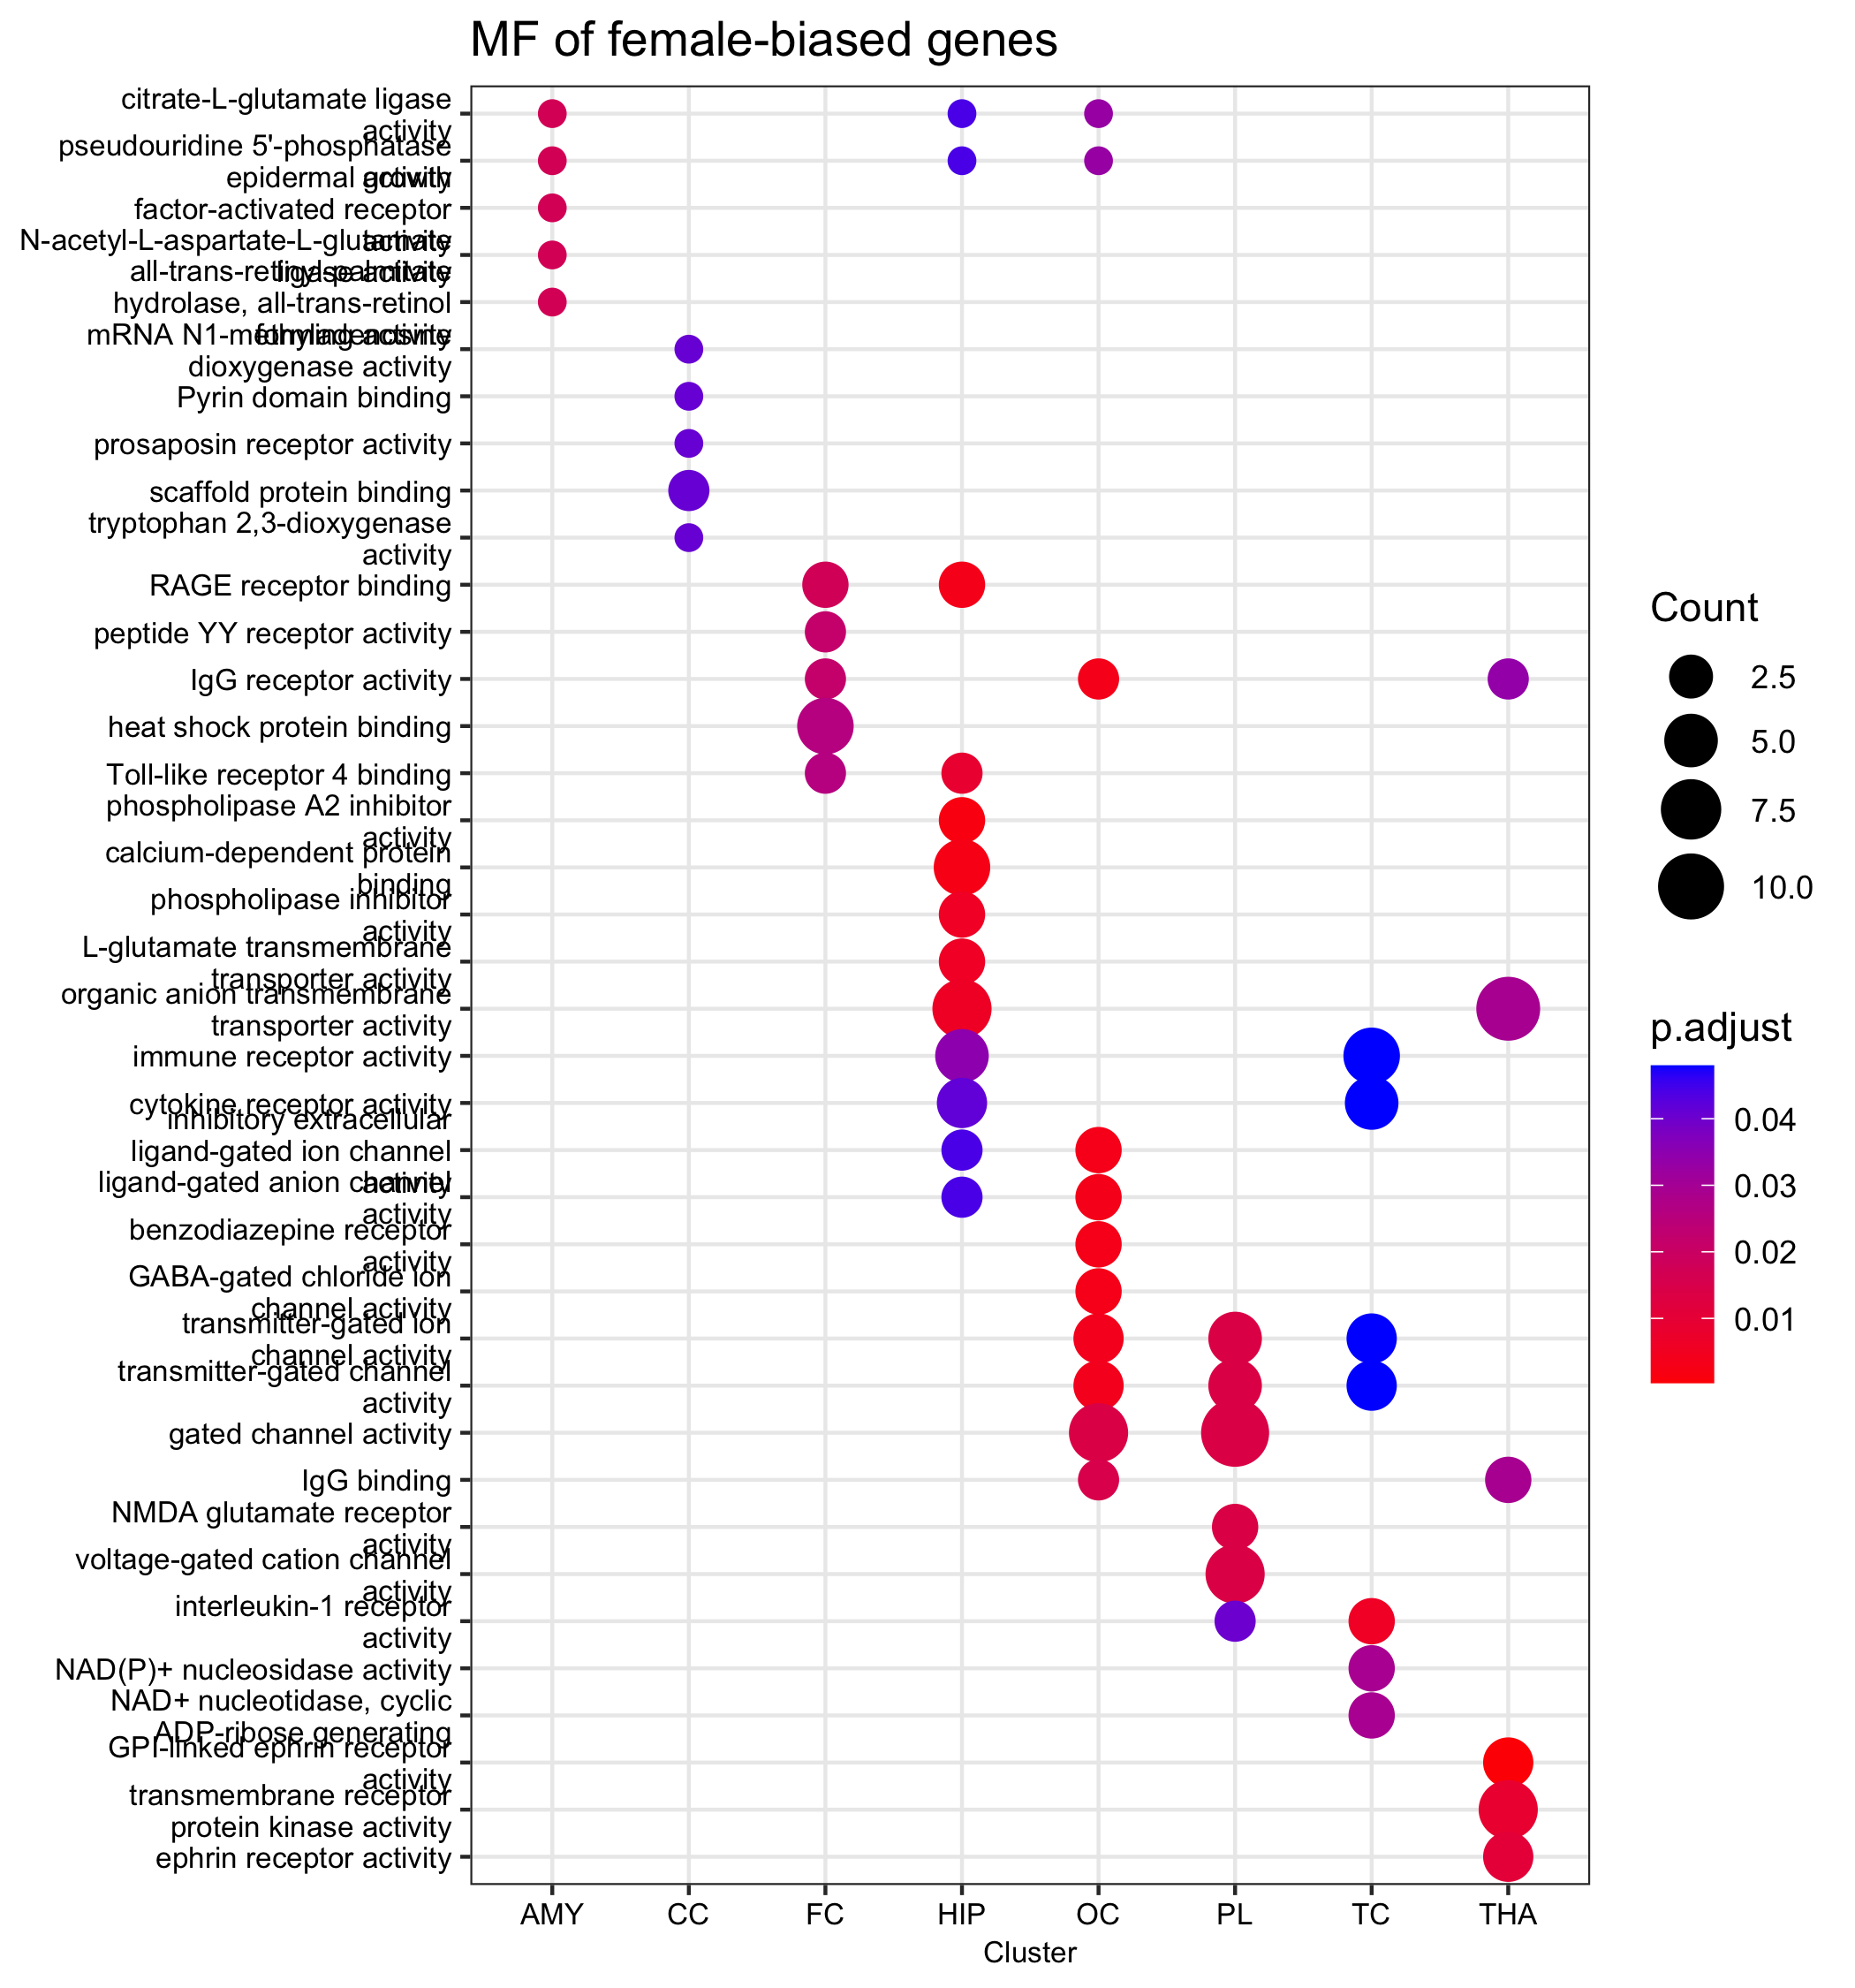 MF of female-biased genes
citrate-L-glutamate ligase
activity
pseudouridine 5'-phosphatase
activity
epidermal growth
factor-activated receptor
activity
N-acetyl-L-aspartate-L-glutamate
ligase activity
all-trans-retinyl-palmitate
hydrolase, all-trans-retinol
forming activity
mRNA N1-methyladenosine
dioxygenase activity
Pyrin domain binding
prosaposin receptor activity
scaffold protein binding
tryptophan 2,3-dioxygenase
activity
RAGE receptor binding
peptide YY receptor activity
IgG receptor activity
heat shock protein binding
Toll-like receptor 4 binding
phospholipase A2 inhibitor
activity
calcium-dependent protein
binding
phospholipase inhibitor
activity
L-glutamate transmembrane
transporter activity
organic anion transmembrane
transporter activity
immune receptor activity
cytokine receptor activity
inhibitory extracellular
ligand-gated ion channel
activity
ligand-gated anion channel
activity
benzodiazepine receptor
activity
GABA-gated chloride ion
channel activity
transmitter-gated ion
channel activity
transmitter-gated channel
activity
gated channel activity
IgG binding
NMDA glutamate receptor
activity
voltage-gated cation channel
activity
interleukin-1 receptor
activity
NAD(P)+ nucleosidase activity
NAD+ nucleotidase, cyclic
ADP-ribose generating
GPI-linked ephrin receptor
activity
transmembrane receptor
protein kinase activity
ephrin receptor activity
AMY CC FC HIP OC PL TC THA
Cluster
Count
2.5
5.0
7.5
10.0
p.adjust
0.04
0.03
0.02
0.01